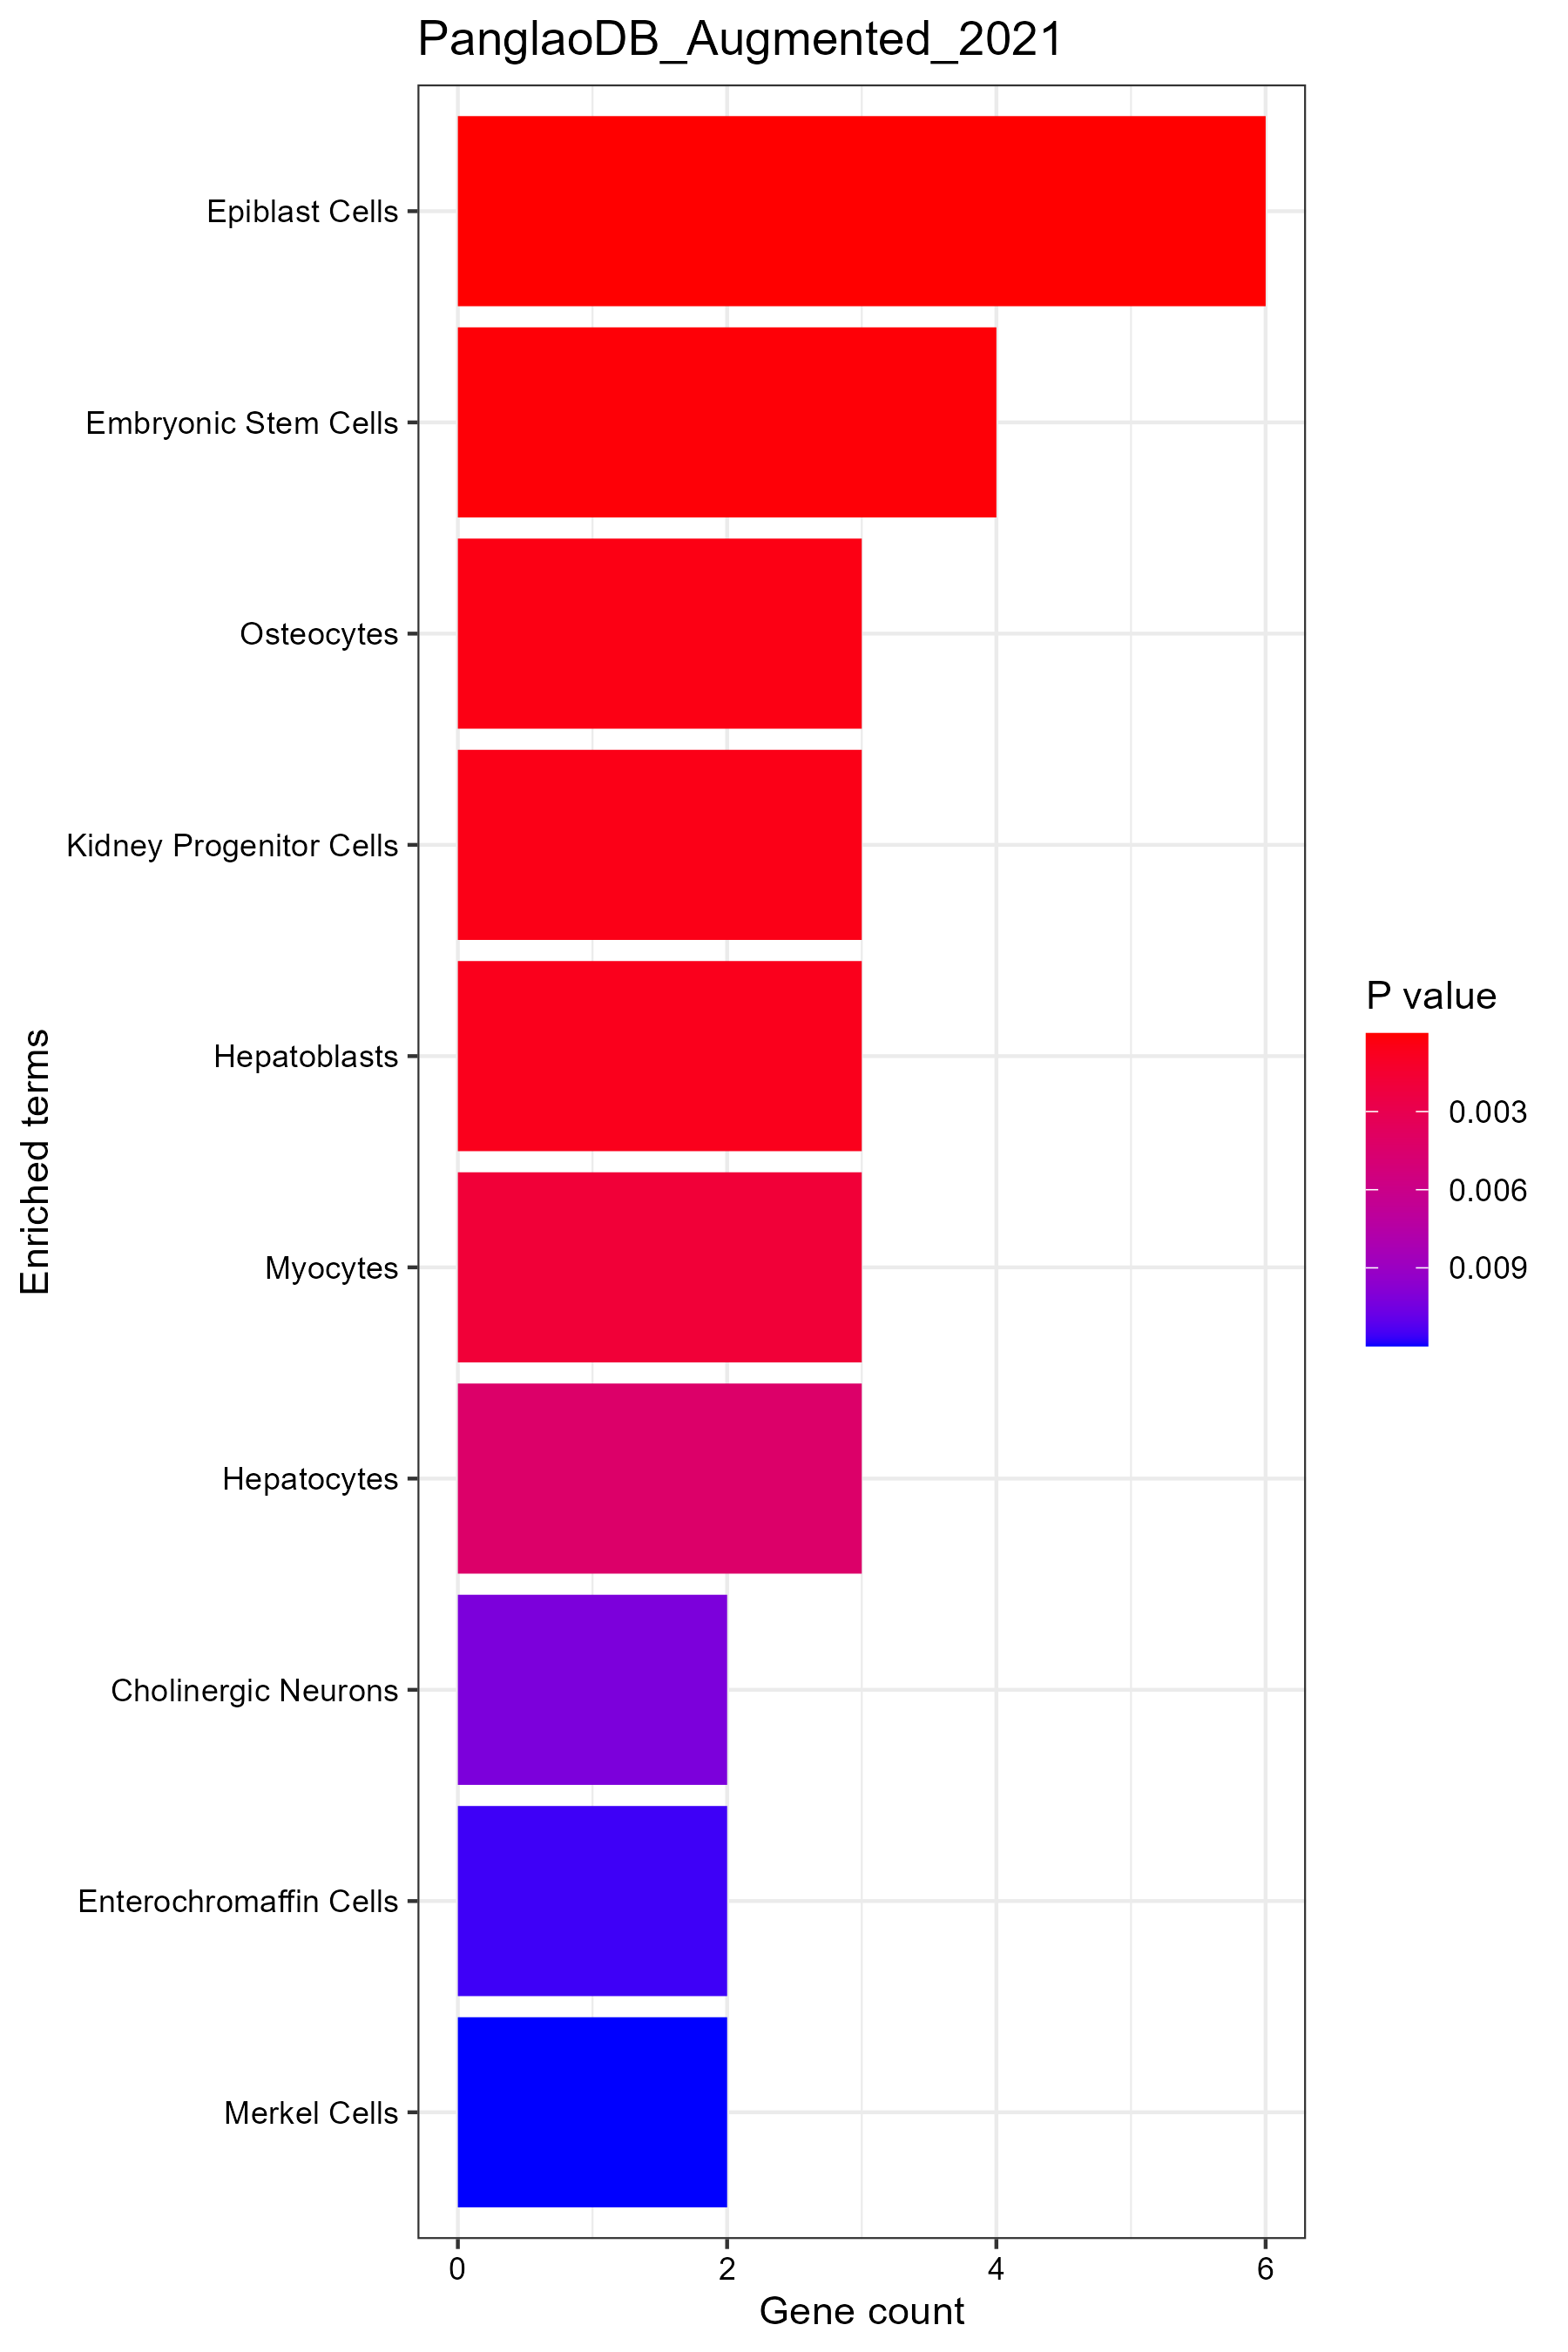 PanglaoDB_Augmented_2021
Enriched terms
Epiblast Cells
Embryonic Stem Cells
Osteocytes
Kidney Progenitor Cells
Hepatoblasts
Myocytes
Hepatocytes
Cholinergic Neurons
Enterochromaffin Cells
Merkel Cells
0 2 4 6
Gene count
P value
0.003
0.006
0.009